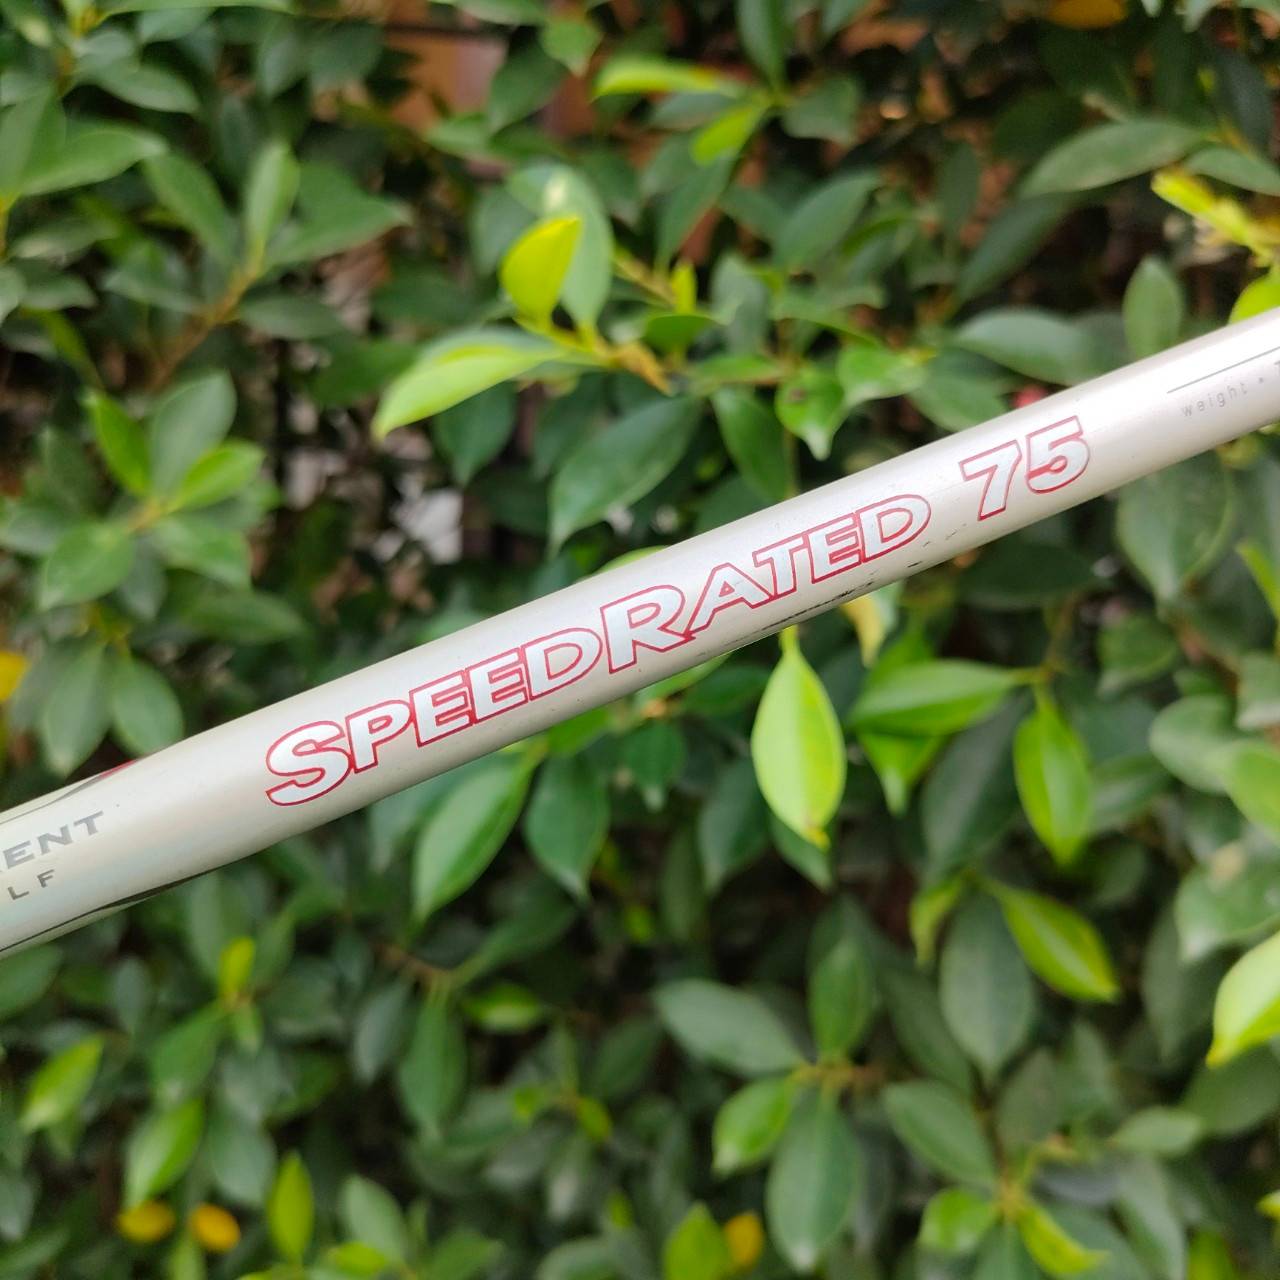 SPEEDRATED 75
ENT
LF
Weight •